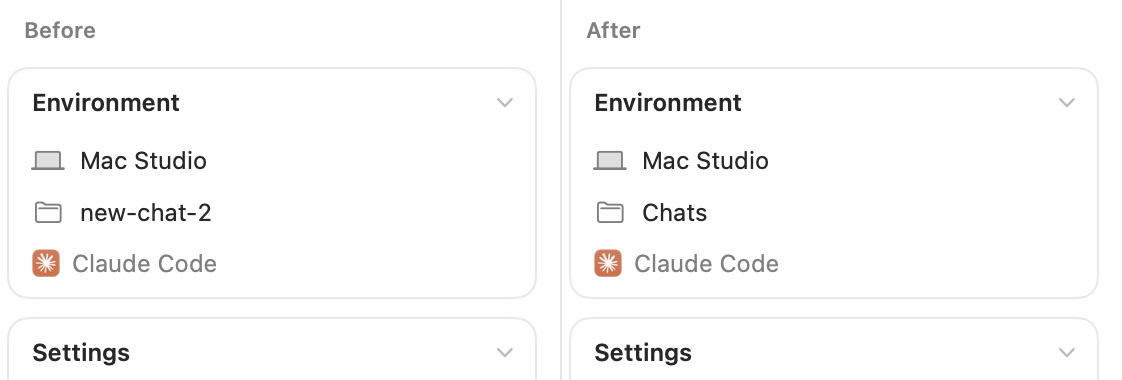 Before
Environment
Mac Studio
new-chat-2
Claude Code
Settings
After
Environment
Mac Studio
Chats
Claude Code
Settings